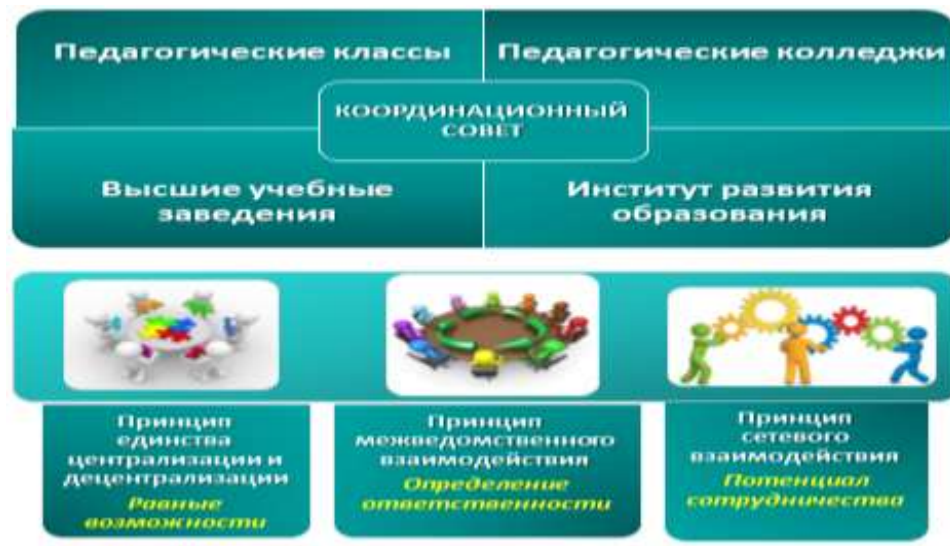 Педагогические классы
Педагогические колледжи
КООРДИНАЦИОННЫЙ
СОВЕТ
Высшие учебные
заведения
Институт развития
образования
Принцип
единства
централизации и
децентрализации
Равные
возможности
Принцип
межведомственного
взаимодействия
Определение
ответственности
Принцип
сетевого
взаимодействия
Потенциал
сотрудничества